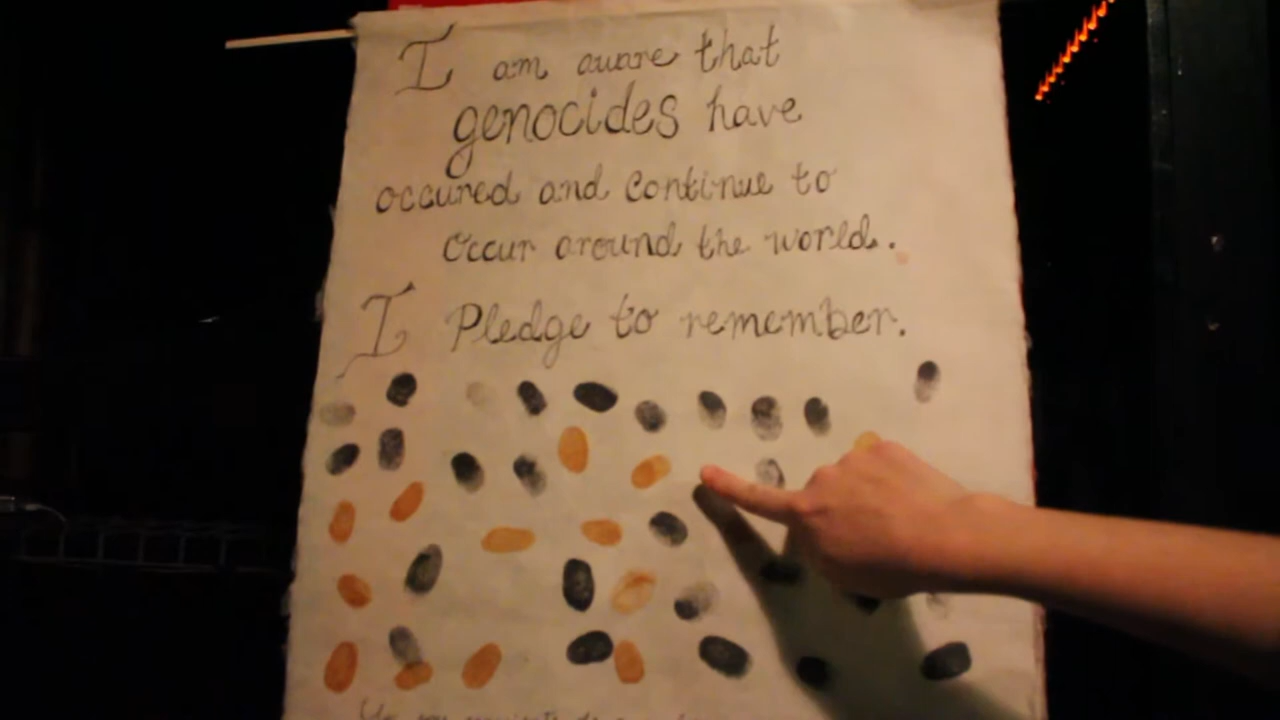 I am aware that
genocides have
occured and continue to
occur around the world.
I Pledge to remember.